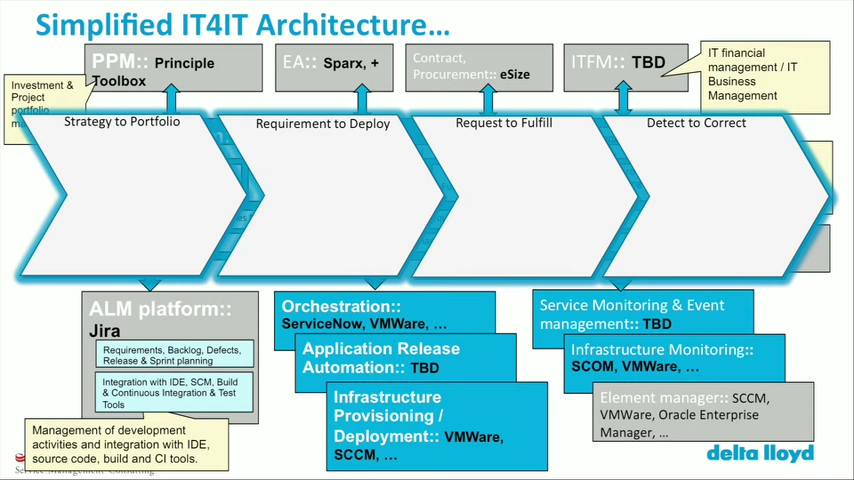 Simplified IT4IT Architecture…
PPM:: Principle
Toolbox
EA:: Sparx, +
Contract,
Procurement:: eSize
ITFM:: TBD
IT financial
management / IT
Business
Management
Investment &
Project
portfolio
Strategy to Portfolio
Requirement to Deploy
Request to Fulfill
Detect to Correct
ALM platform::
Jira
Requirements, Backlog, Defects,
Release & Sprint planning
Integration with IDE, SCM, Build
& Continuous Integration & Test
Tools
Management of development
activities and integration with IDE,
source code, build and CI tools.
Orchestration::
ServiceNow, VMWare, …
Application Release
Automation:: TBD
Infrastructure
Provisioning /
Deployment:: VMWare,
SCCM, …
Service Monitoring & Event
management:: TBD
Infrastructure Monitoring::
SCOM, VMWare, …
Element manager:: SCCM,
VMWare, Oracle Enterprise
Manager, …
Service Management Consulting
delta lloyd